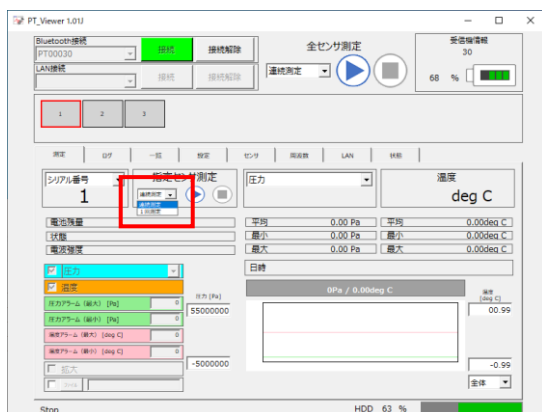 PT_Viewer 1.01J
Bluetooth接続
PT00030
接続
接続解除
LAN接続
接続
接続解除
全センサ測定
連続測定
受信機情報
30
68 %
1 2 3
測定 ログ 一覧 設定 センサ 周波数 LAN 状態
シリアル番号
1
指定センサ測定
連続測定
連続測定
1回測定
圧力
温度
deg C
電池残量
状態
電波強度
平均 0.00 Pa
最小 0.00 Pa
最大 0.00 Pa
平均 0.00deg C
最小 0.00deg C
最大 0.00deg C
日時
圧力
温度
圧力アラーム (最大) [Pa] 0
圧力アラーム (最小) [Pa] 0
温度アラーム (最大) [deg C] 0
温度アラーム (最小) [deg C] 0
拡大
圧力 [Pa]
55000000
-5000000
0Pa / 0.00deg C
温度
[deg C]
00.99
-0.99
全体
Stop
HDD 63 %